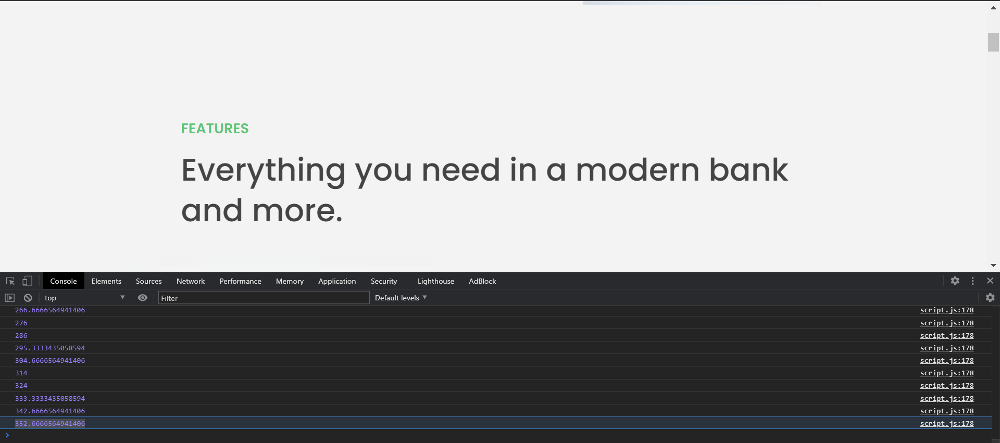 FEATURES
Everything you need in a modern bank
and more.
Console Elements Sources Network Performance Memory Application Security Lighthouse AdBlock
top Filter Default levels
266.6666564941406 script.js:178
276 script.js:178
286 script.js:178
295.3333435058594 script.js:178
304.6666564941406 script.js:178
314 script.js:178
324 script.js:178
333.3333435058594 script.js:178
342.6666564941406 script.js:178
352.6666564941406 script.js:178